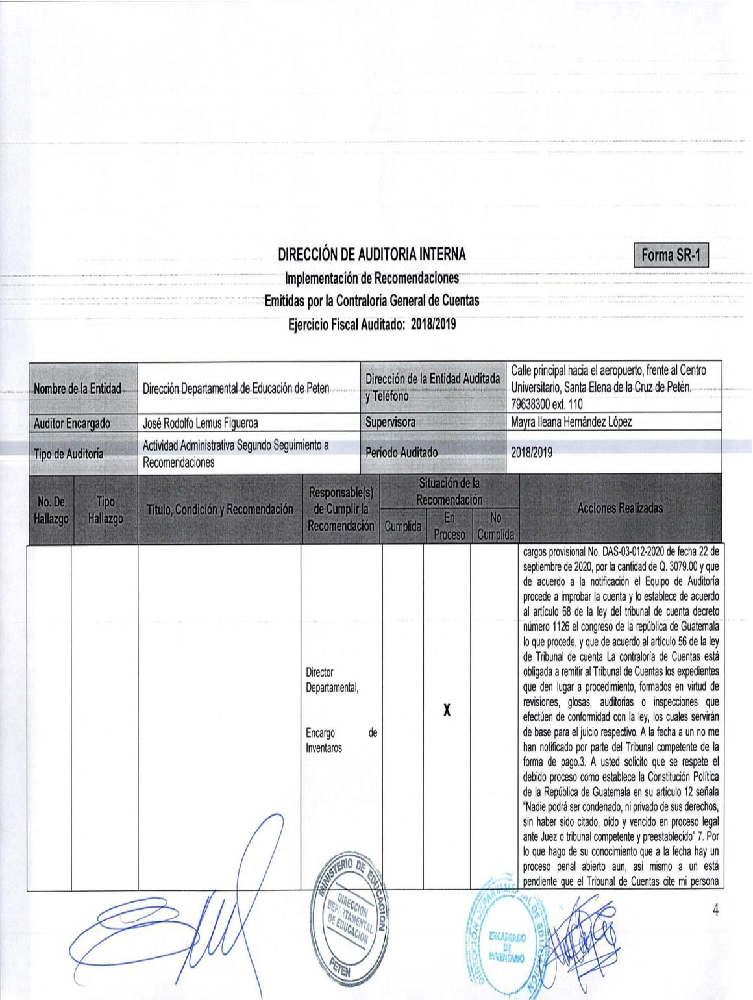 DIRECCIÓN DE AUDITORIA INTERNA
Forma SR-1
Implementación de Recomendaciones
Emitidas por la Contraloría General de Cuentas
Ejercicio Fiscal Auditado: 2018/2019
Nombre de la Entidad
Dirección Departamental de Educación de Peten
Dirección de la Entidad Auditada
y Teléfono
Calle principal hacia el aeropuerto, frente al Centro
Universitario, Santa Elena de la Cruz de Petén.
79638300 ext. 110
Auditor Encargado
José Rodolfo Lemus Figueroa
Supervisora
Mayra Ileana Hernández López
Tipo de Auditoría
Actividad Administrativa Segundo Seguimiento a
Recomendaciones
Período Auditado
2018/2019
No. De
Hallazgo
Tipo
Hallazgo
Título, Condición y Recomendación
Responsable(s)
de Cumplir la
Recomendación
Situación de la
Recomendación
Cumplida
En
Proceso
No
Cumplida
Acciones Realizadas
Director
Departamental,
Encargo de
Inventaros
X
cargos provisional No. DAS-03-012-2020 de fecha 22 de
septiembre de 2020, por la cantidad de Q. 3079.00 y que
de acuerdo a la notificación el Equipo de Auditoría
procede a improbar la cuenta y lo establece de acuerdo
al artículo 68 de la ley del tribunal de cuenta decreto
número 1126 el congreso de la república de Guatemala
lo que procede, y que de acuerdo al artículo 56 de la ley
de Tribunal de cuenta La contraloría de Cuentas está
obligada a remitir al Tribunal de Cuentas los expedientes
que den lugar a procedimiento, formados en virtud de
revisiones, glosas, auditorias o inspecciones que
efectúen de conformidad con la ley, los cuales servirán
de base para el juicio respectivo. A la fecha a un no me
han notificado por parte del Tribunal competente de la
forma de pago.3. A usted solicito que se respete el
debido proceso como establece la Constitución Política
de la República de Guatemala en su artículo 12 señala
"Nadie podrá ser condenado, ni privado de sus derechos,
sin haber sido citado, oído y vencido en proceso legal
ante Juez o tribunal competente y preestablecido" 7. Por
lo que hago de su conocimiento que a la fecha hay un
proceso penal abierto aun, así mismo a un está
pendiente que el Tribunal de Cuentas cite mi persona
MINISTERIO DE EDUCACION
DIRECCION
DEPARTAMENTAL
DE EDUCACION
PETEN
DIRECCION DEPARTAMENTAL DE EDUCACION
ENCARGADO
DE
INVENTARIO
4